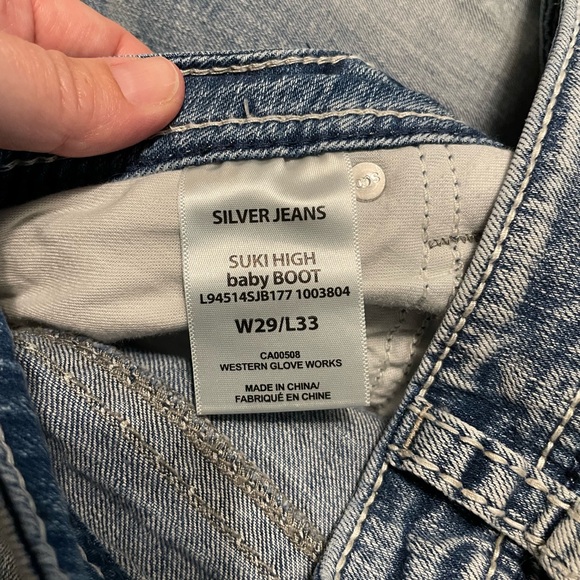 SILVER JEANS
SUKI HIGH
baby BOOT
L94514SJB177 1003804
W29/L33
CA00508
WESTERN GLOVE WORKS
MADE IN CHINA/
FABRIQUÉ EN CHINE